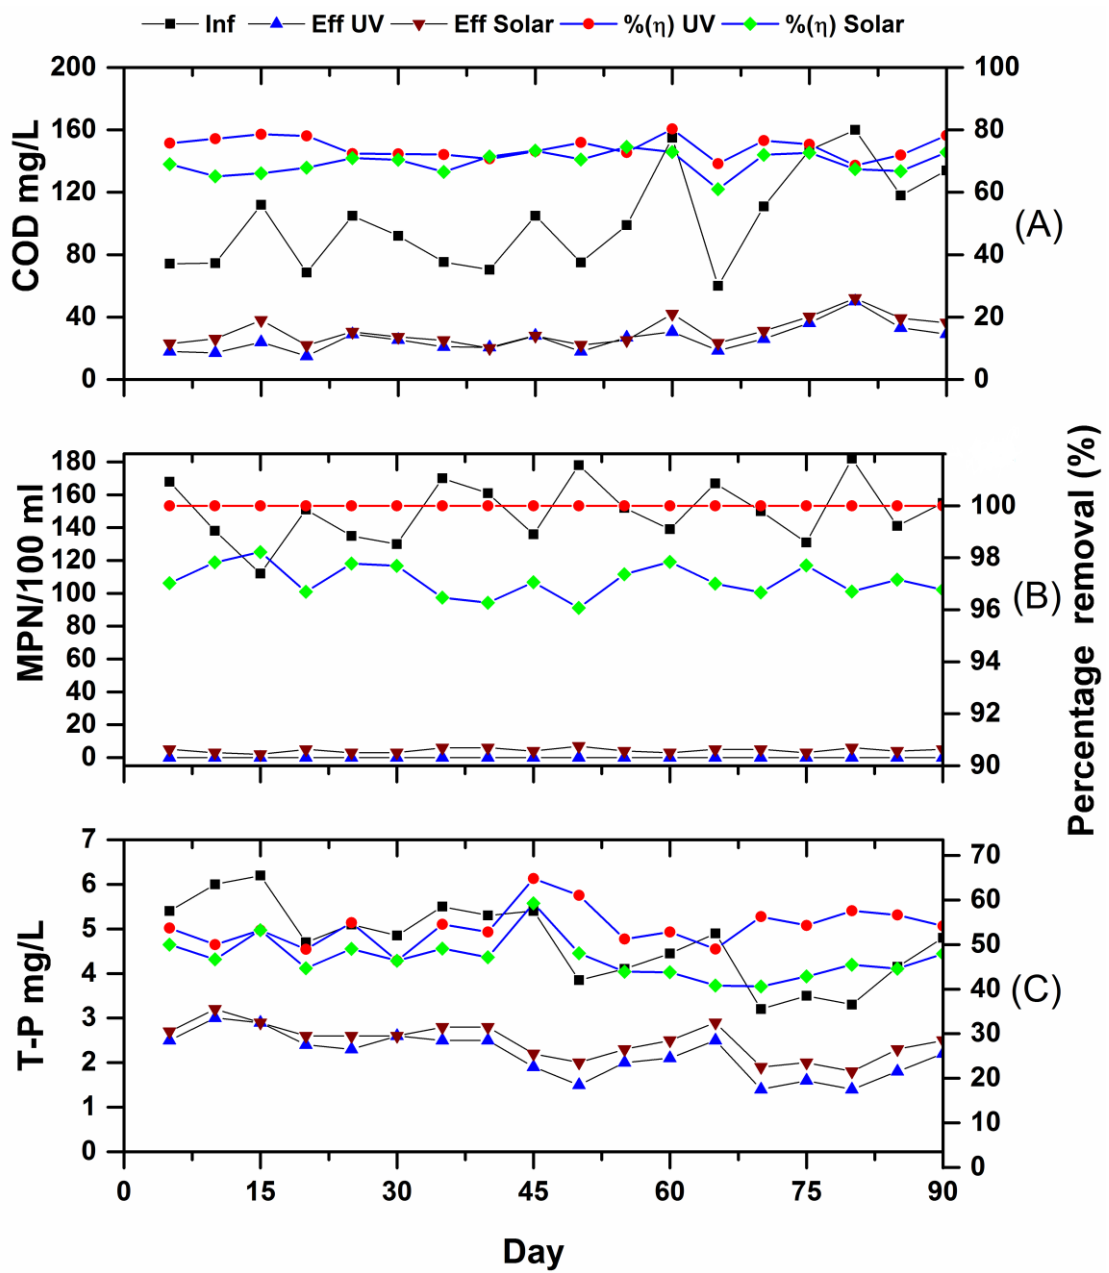 Inf Eff UV Eff Solar %(η) UV %(η) Solar
200 100
160 80
120 60
80 40
40 20
0 0
COD mg/L
(A)
180
160 100
140
120 98
100
80 96
60 94
40
20 92
0 90
MPN/100 ml
(B)
Percentage removal (%)
7 70
6 60
5 50
4 40
3 30
2 20
1 10
0 0
T-P mg/L
(C)
0 15 30 45 60 75 90
Day